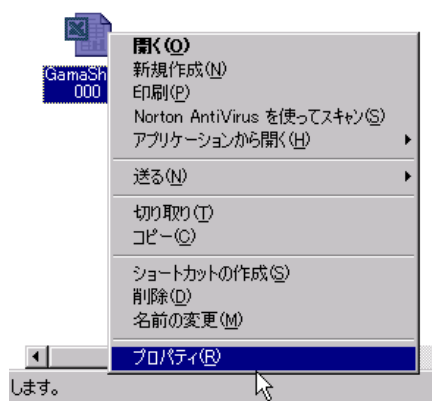 GamaSh
000
開く(O)
新規作成(N)
印刷(P)
Norton AntiVirus を使ってスキャン(S)
アプリケーションから開く(H)
送る(N)
切り取り(T)
コピー(C)
ショートカットの作成(S)
削除(D)
名前の変更(M)
プロパティ(R)
します。